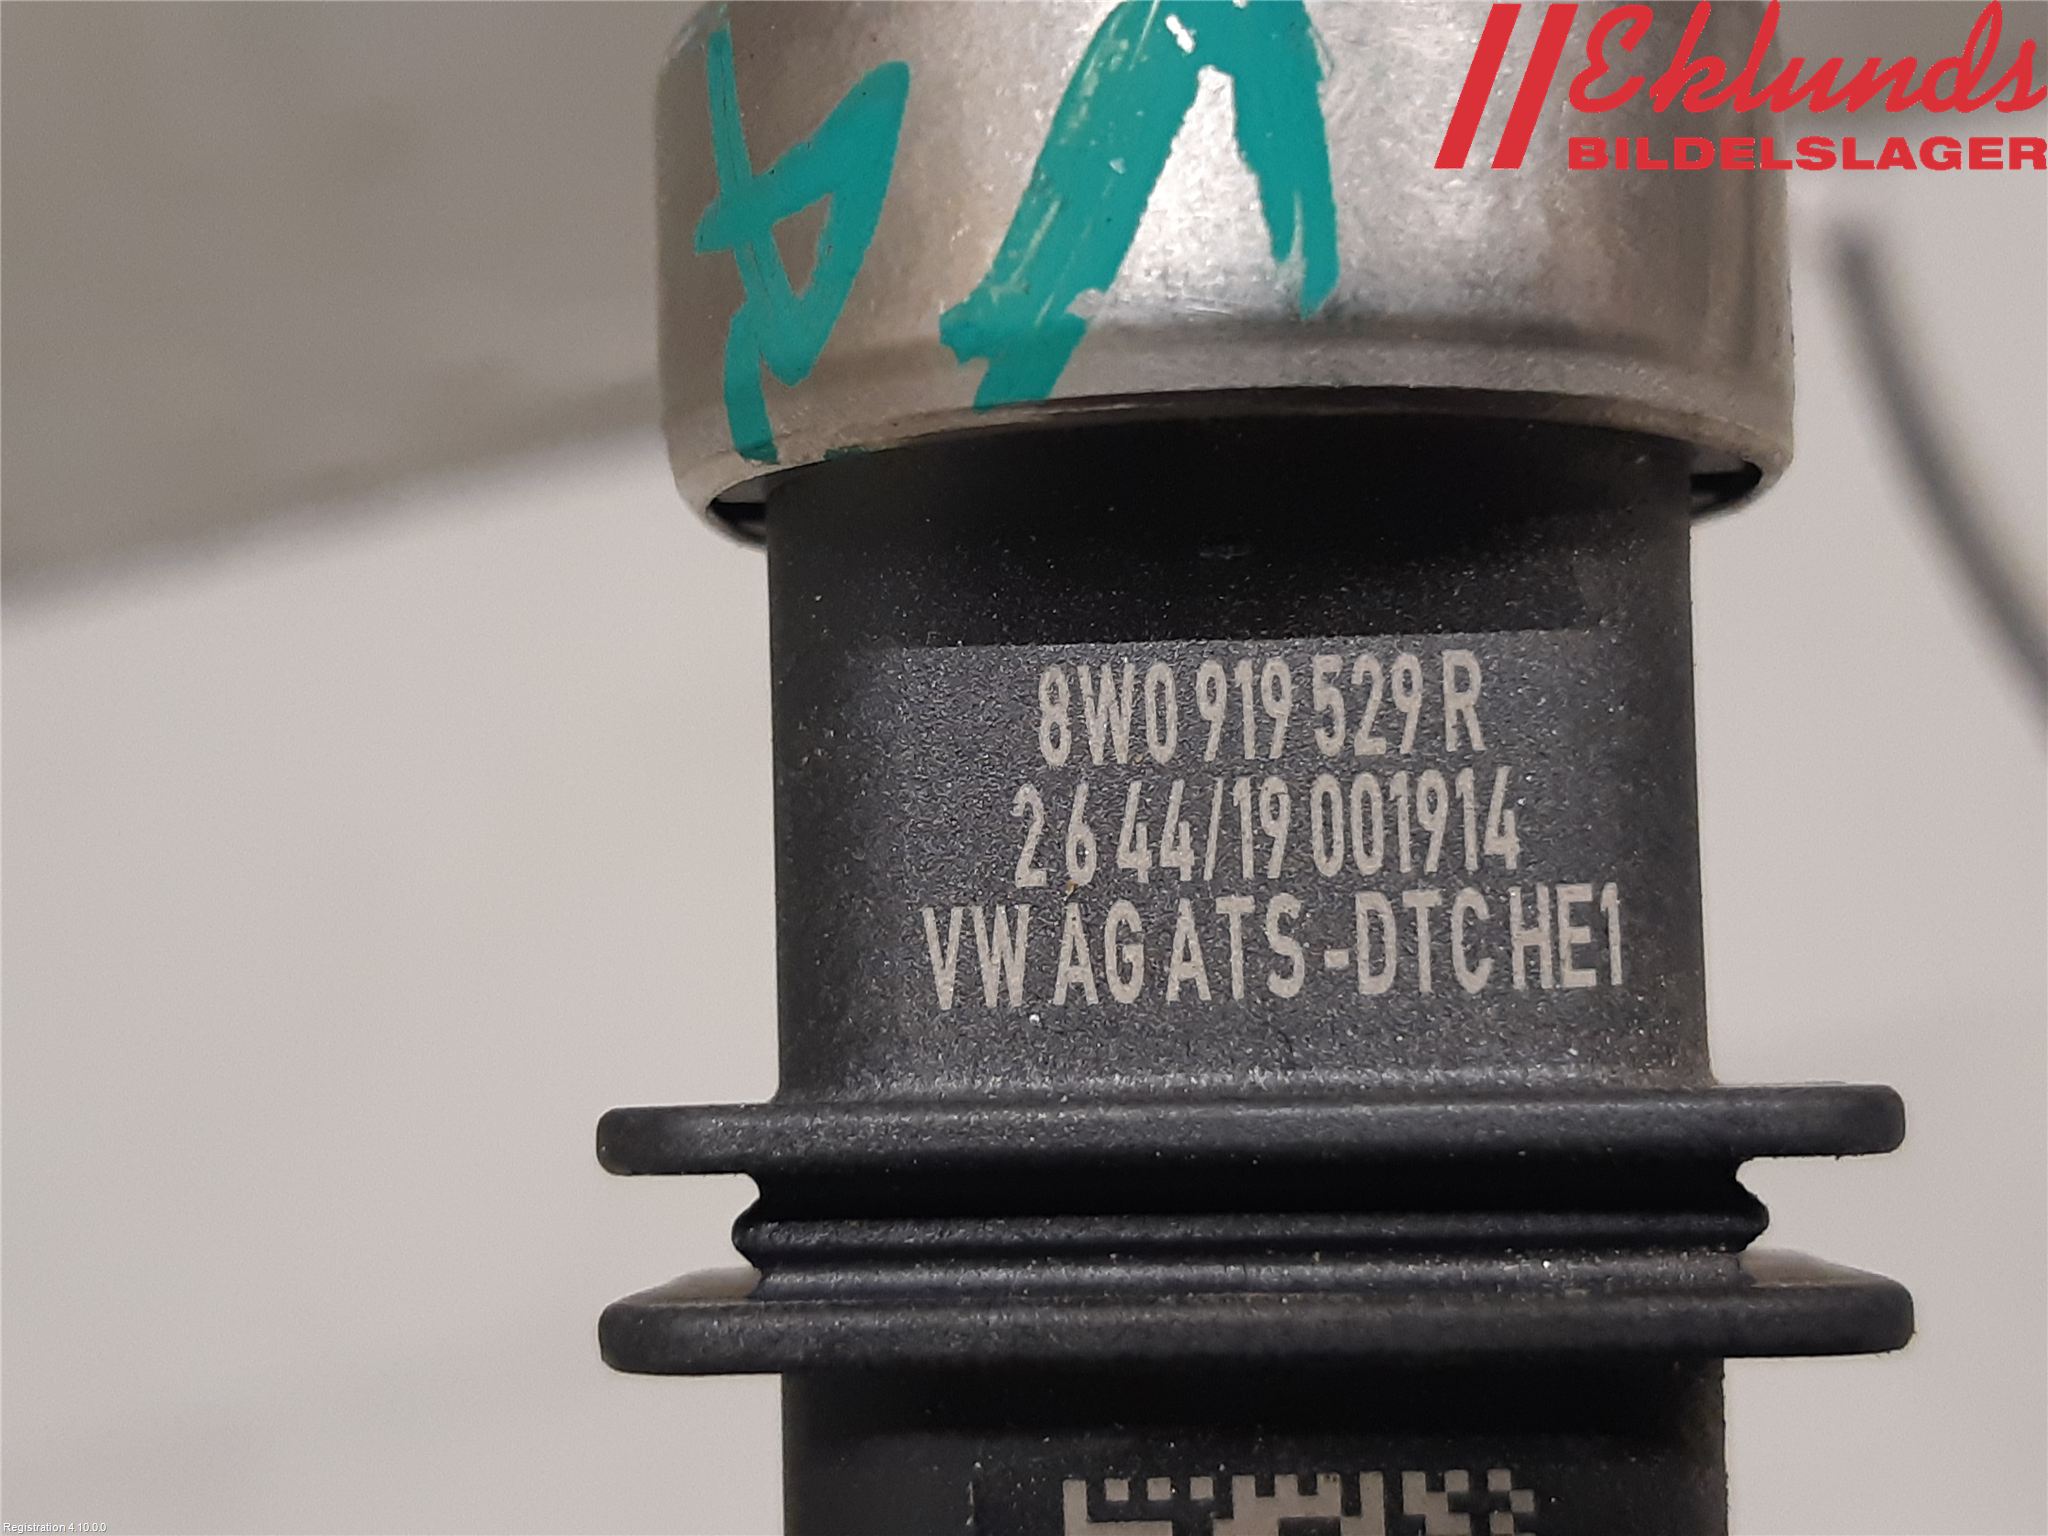 Eklunds
BILDELSLAGER
VA
8W0 919 529 R
2 6 44/19 001914
VW AG ATS -DTC HE1
Registration 4.10.0.0